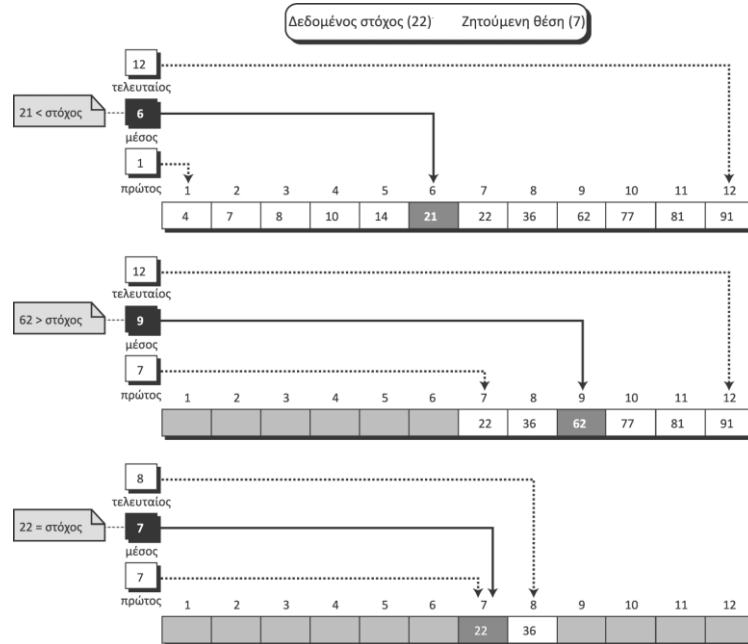 Δεδομένος στόχος (22) Ζητούμενη θέση (7)
12
τελευταίος
21 < στόχος
6
μέσος
1
πρώτος
1 2 3 4 5 6 7 8 9 10 11 12
4 7 8 10 14 21 22 36 62 77 81 91
12
τελευταίος
62 > στόχος
9
μέσος
7
πρώτος
1 2 3 4 5 6 7 8 9 10 11 12
22 36 62 77 81 91
8
τελευταίος
22 = στόχος
7
μέσος
7
πρώτος
1 2 3 4 5 6 7 8 9 10 11 12
22 36